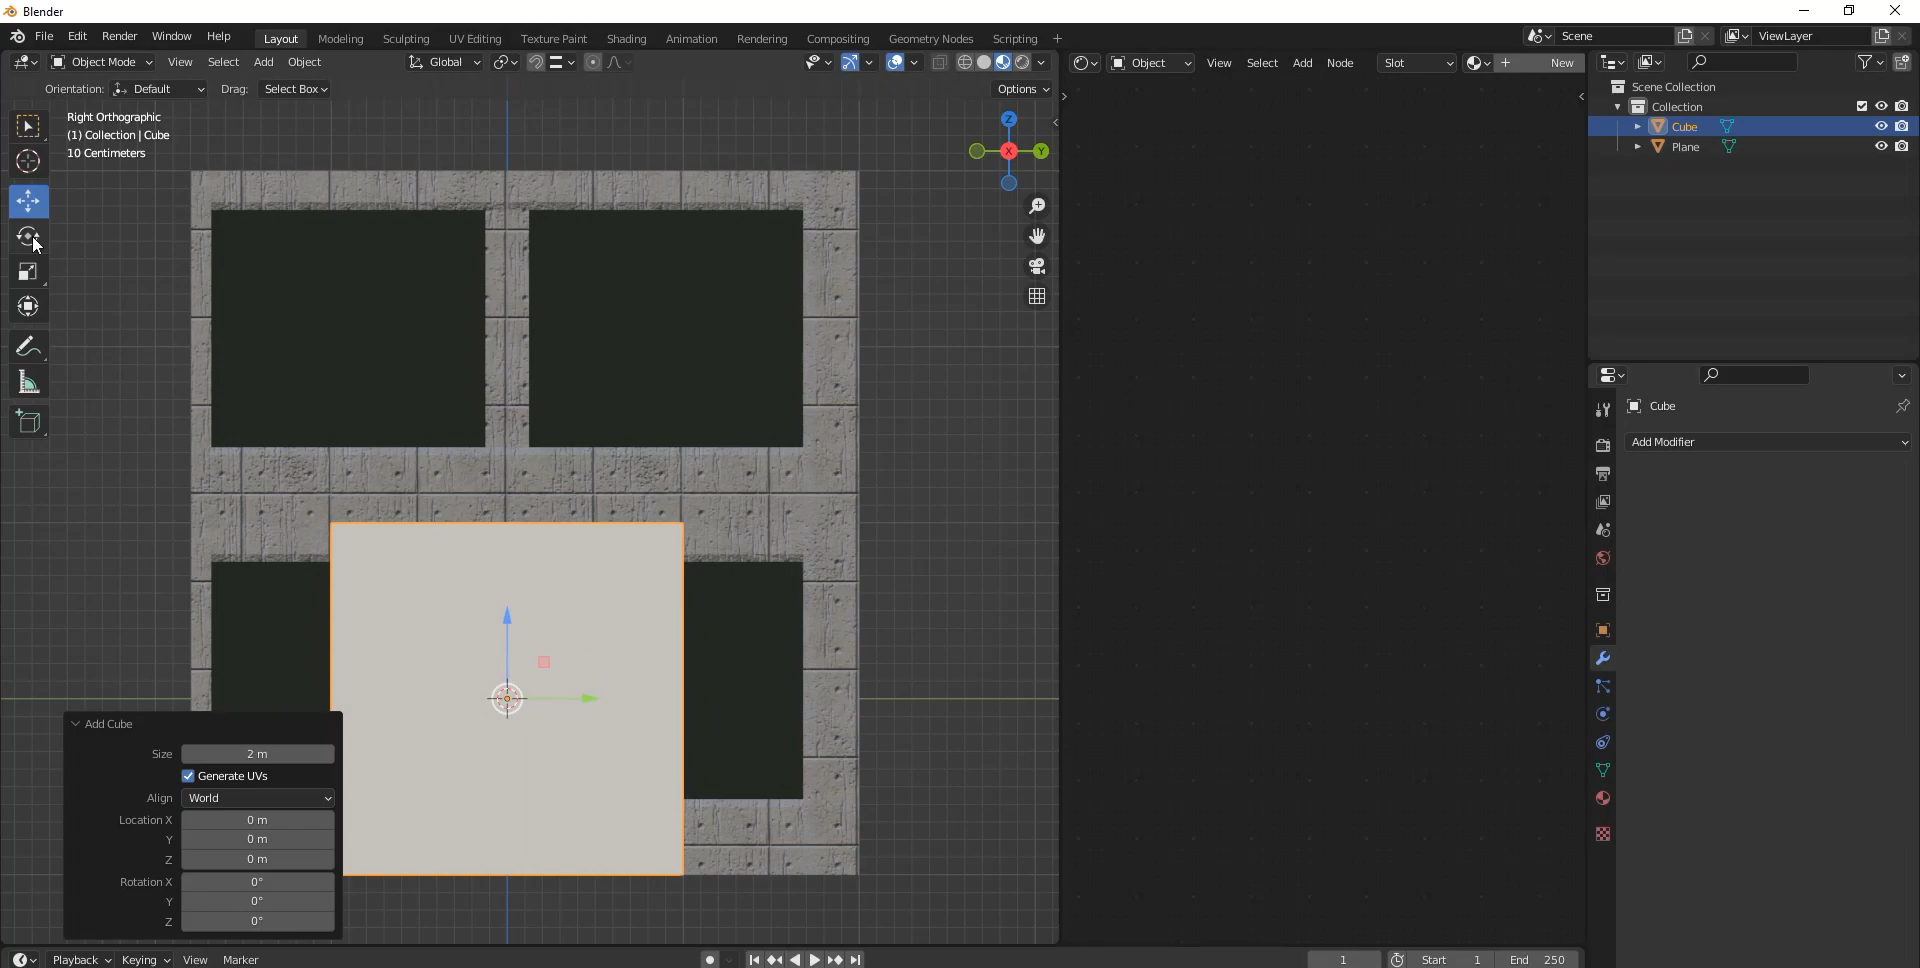 Blender
File Edit Render Window Help Layout Modeling Sculpting UV Editing Texture Paint Shading Animation Rendering Compositing Geometry Nodes Scripting + Scene ViewLayer
Object Mode View Select Add Object Global Object View Select Add Node Slot + New
Orientation: Default Drag: Select Box Options
Right Orthographic
(1) Collection | Cube
10 Centimeters
Z
X
Y
Scene Collection
Collection
Cube
Plane
Cube
Add Modifier
Add Cube
Size 2 m
Generate UVs
Align World
Location X 0 m
Y 0 m
Z 0 m
Rotation X 0°
Y 0°
Z 0°
Playback Keying View Marker 1 Start 1 End 250